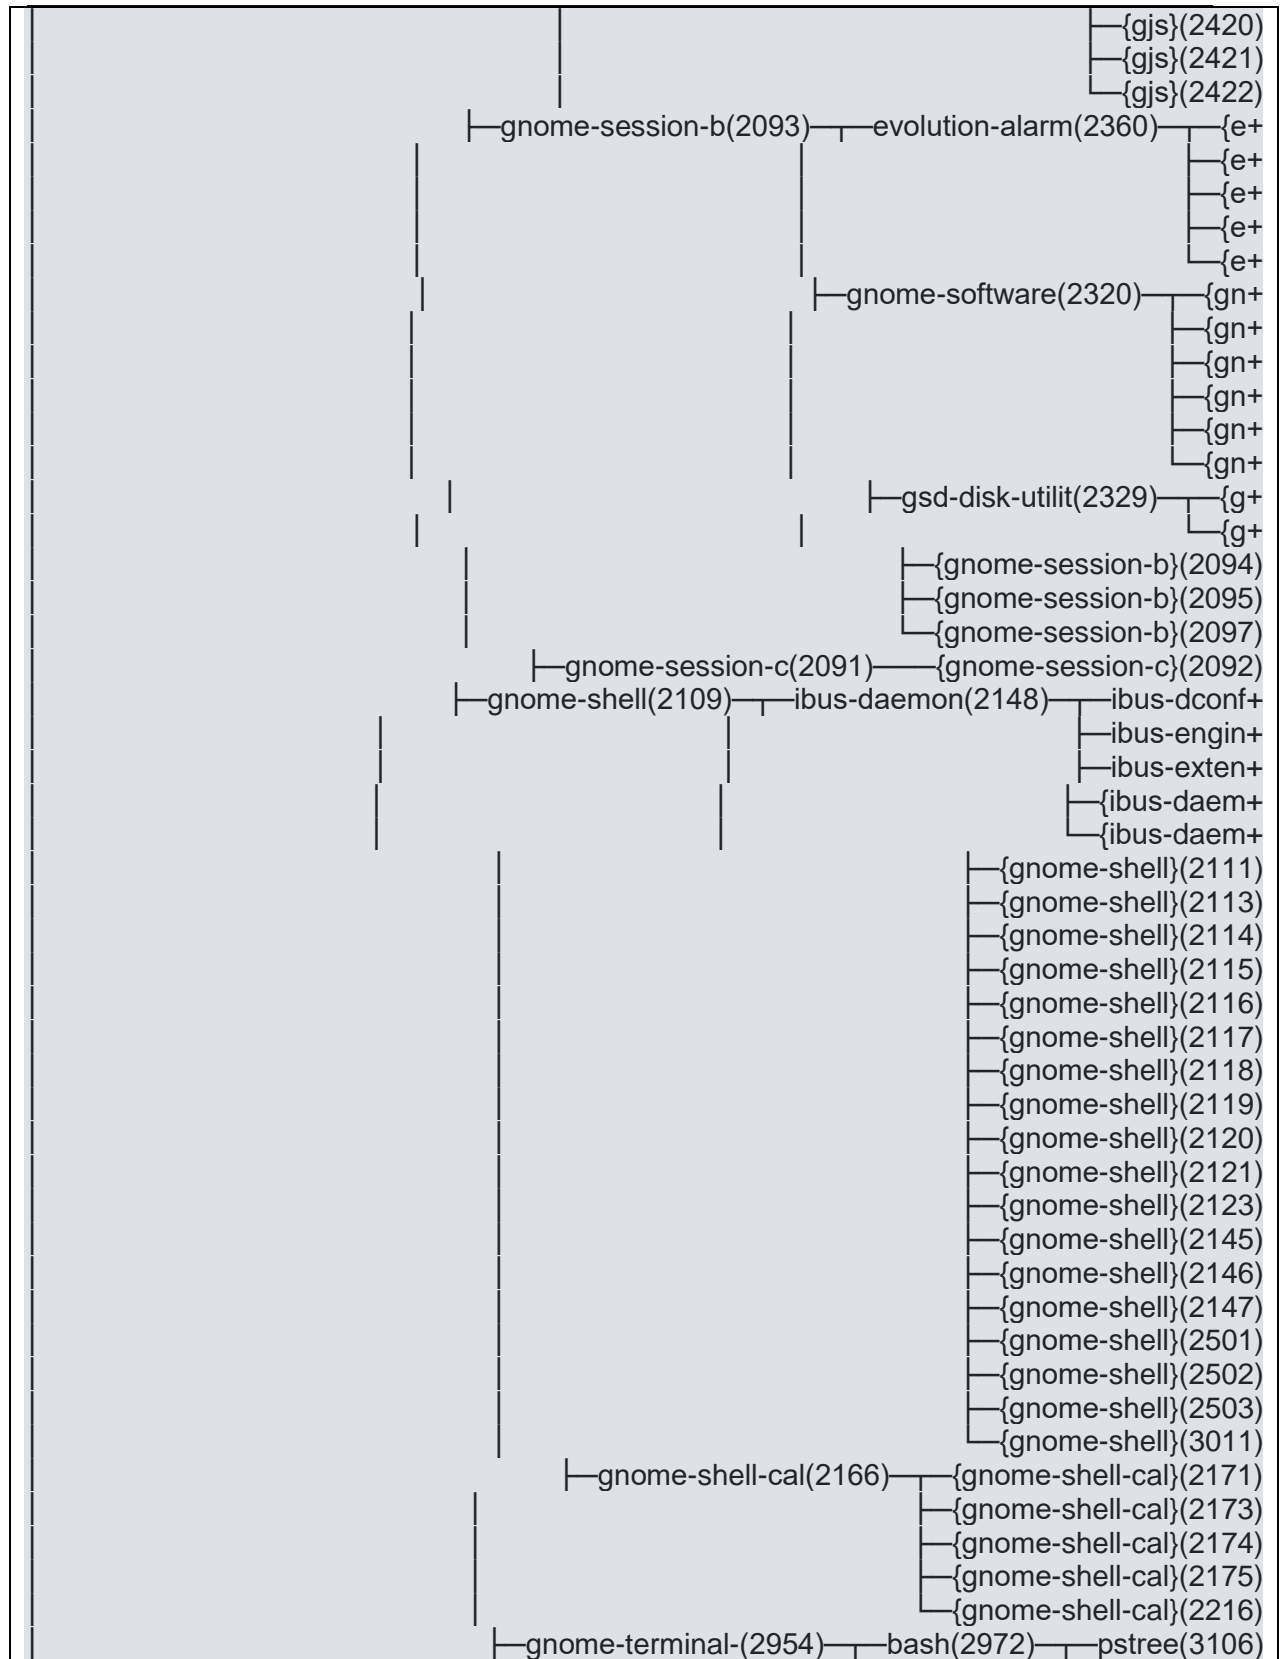 {gjs}(2420)
{gjs}(2421)
{gjs}(2422)
gnome-session-b(2093) evolution-alarm(2360) {e+
{e+
{e+
{e+
{e+
gnome-software(2320) {gn+
{gn+
{gn+
{gn+
{gn+
{gn+
gsd-disk-utilit(2329) {g+
{g+
{gnome-session-b}(2094)
{gnome-session-b}(2095)
{gnome-session-b}(2097)
gnome-session-c(2091) {gnome-session-c}(2092)
gnome-shell(2109) ibus-daemon(2148) ibus-dconf+
ibus-engin+
ibus-exten+
{ibus-daem+
{ibus-daem+
{gnome-shell}(2111)
{gnome-shell}(2113)
{gnome-shell}(2114)
{gnome-shell}(2115)
{gnome-shell}(2116)
{gnome-shell}(2117)
{gnome-shell}(2118)
{gnome-shell}(2119)
{gnome-shell}(2120)
{gnome-shell}(2121)
{gnome-shell}(2123)
{gnome-shell}(2145)
{gnome-shell}(2146)
{gnome-shell}(2147)
{gnome-shell}(2501)
{gnome-shell}(2502)
{gnome-shell}(2503)
{gnome-shell}(3011)
gnome-shell-cal(2166) {gnome-shell-cal}(2171)
{gnome-shell-cal}(2173)
{gnome-shell-cal}(2174)
{gnome-shell-cal}(2175)
{gnome-shell-cal}(2216)
gnome-terminal-(2954) bash(2972) pstree(3106)